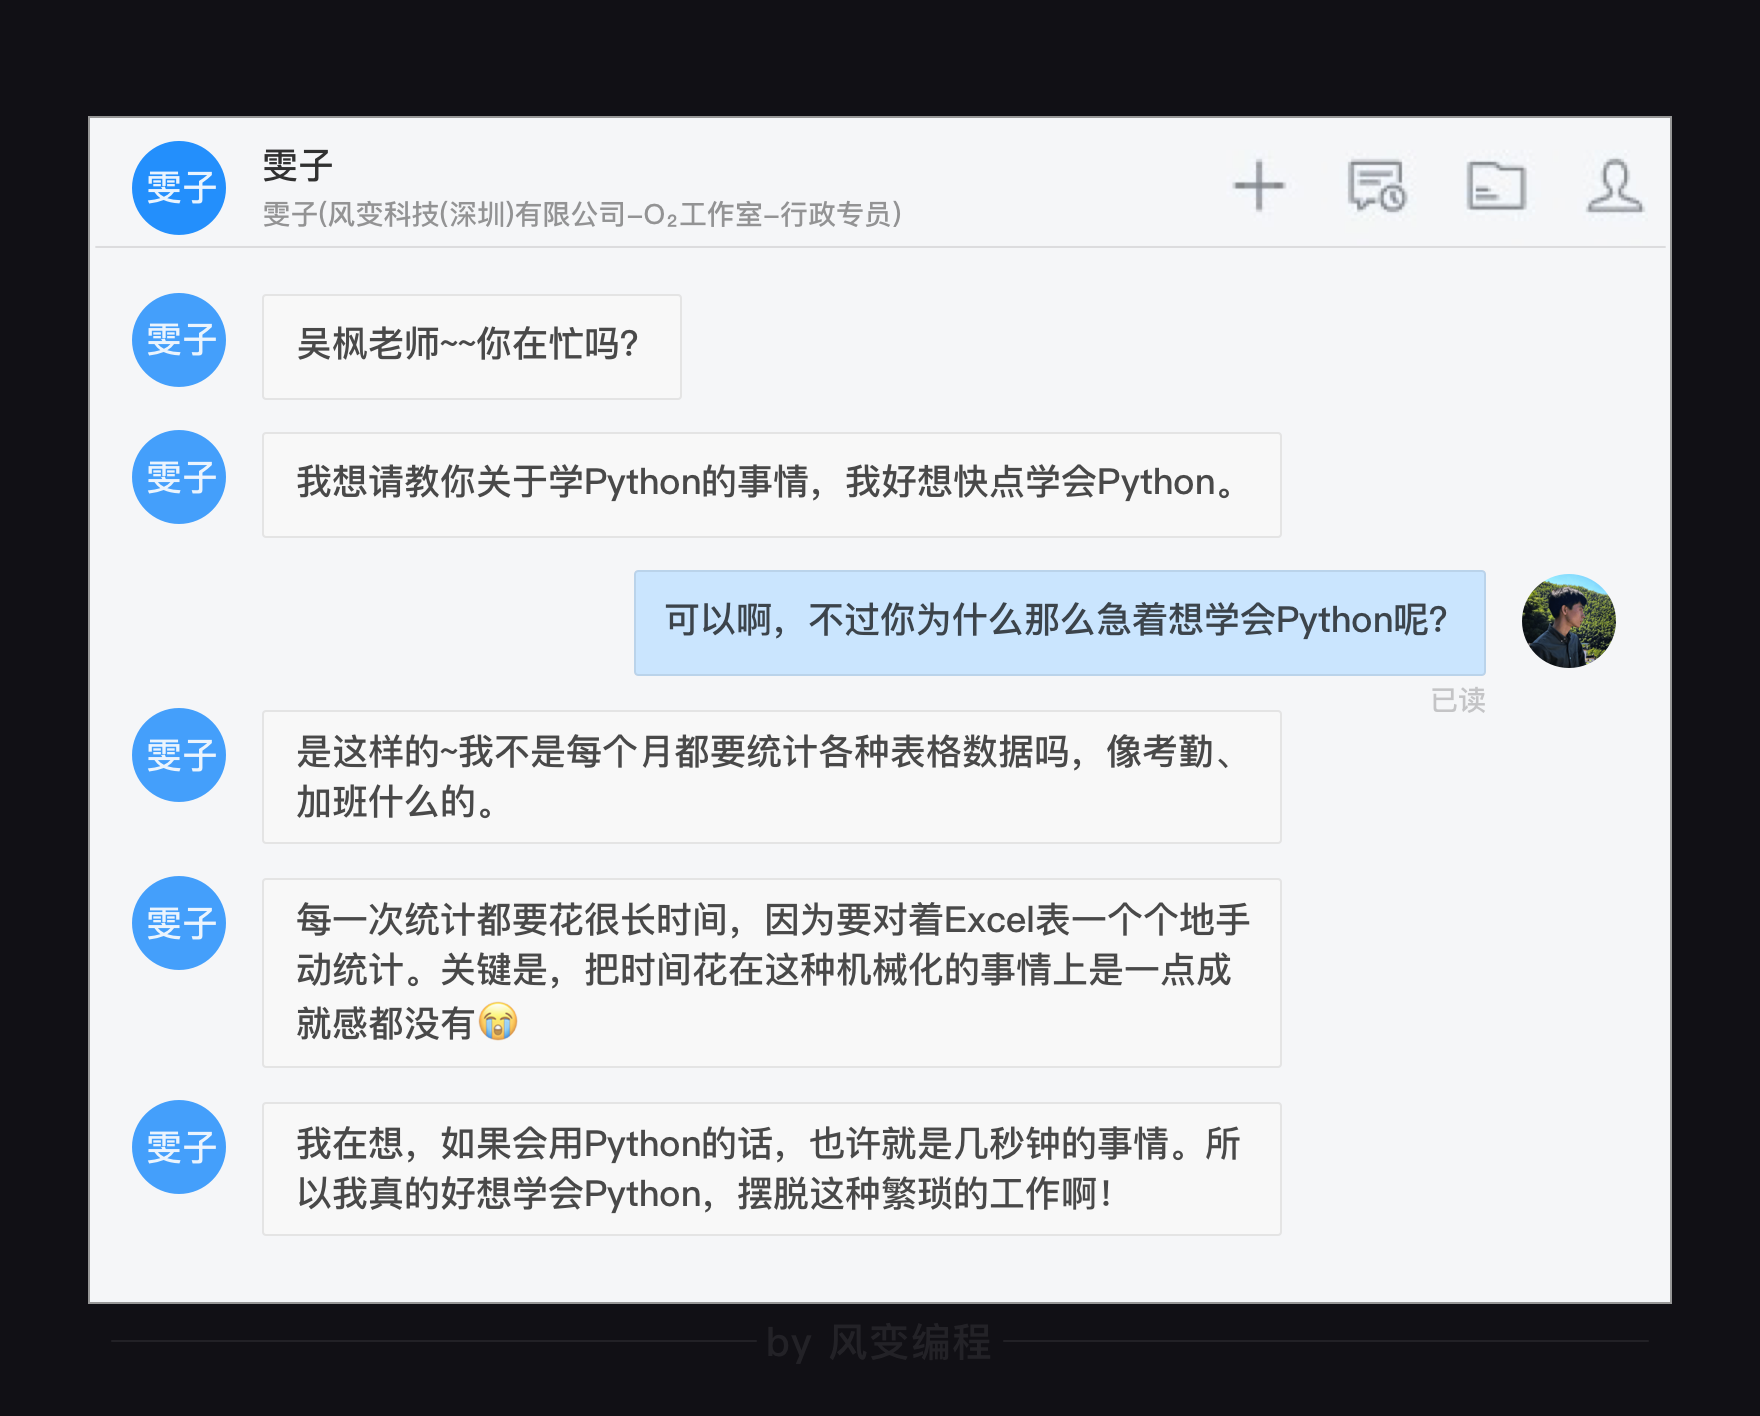 雯子
雯子
雯子(风变科技(深圳)有限公司–O₂工作室–行政专员)
雯子
吴枫老师~~你在忙吗?
雯子
我想请教你关于学Python的事情，我好想快点学会Python。
可以啊，不过你为什么那么急着想学会Python呢?
已读
雯子
是这样的~我不是每个月都要统计各种表格数据吗，像考勤、
加班什么的。
雯子
每一次统计都要花很长时间，因为要对着Excel表一个个地手
动统计。关键是，把时间花在这种机械化的事情上是一点成
就感都没有😭
雯子
我在想，如果会用Python的话，也许就是几秒钟的事情。所
以我真的好想学会Python，摆脱这种繁琐的工作啊！
by 风变编程